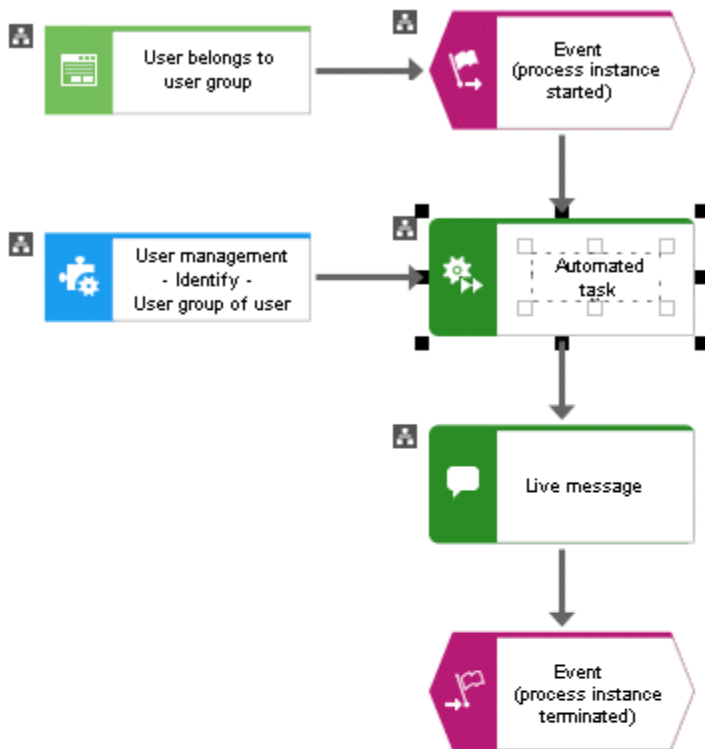 User belongs to
user group
Event
(process instance
started)
User management
- Identify -
User group of user
Automated
task
Live message
Event
(process instance
terminated)